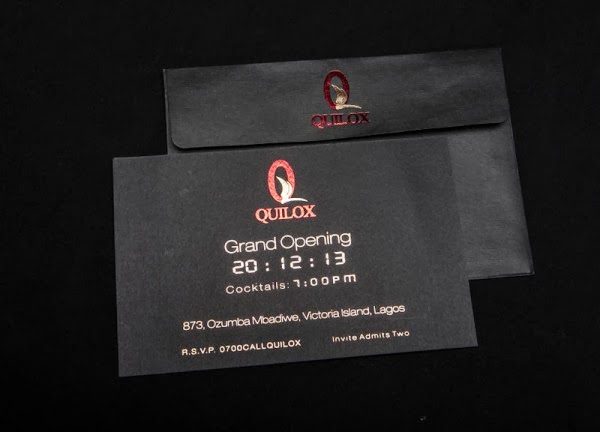 QUILOX
QUILOX
Grand Opening
20:12:13
Cocktails: 7:00PM
873, Ozumba Mbadiwe, Victoria Island, Lagos
R.S.V.P. 0700CALLQUILOX Invite Admits Two